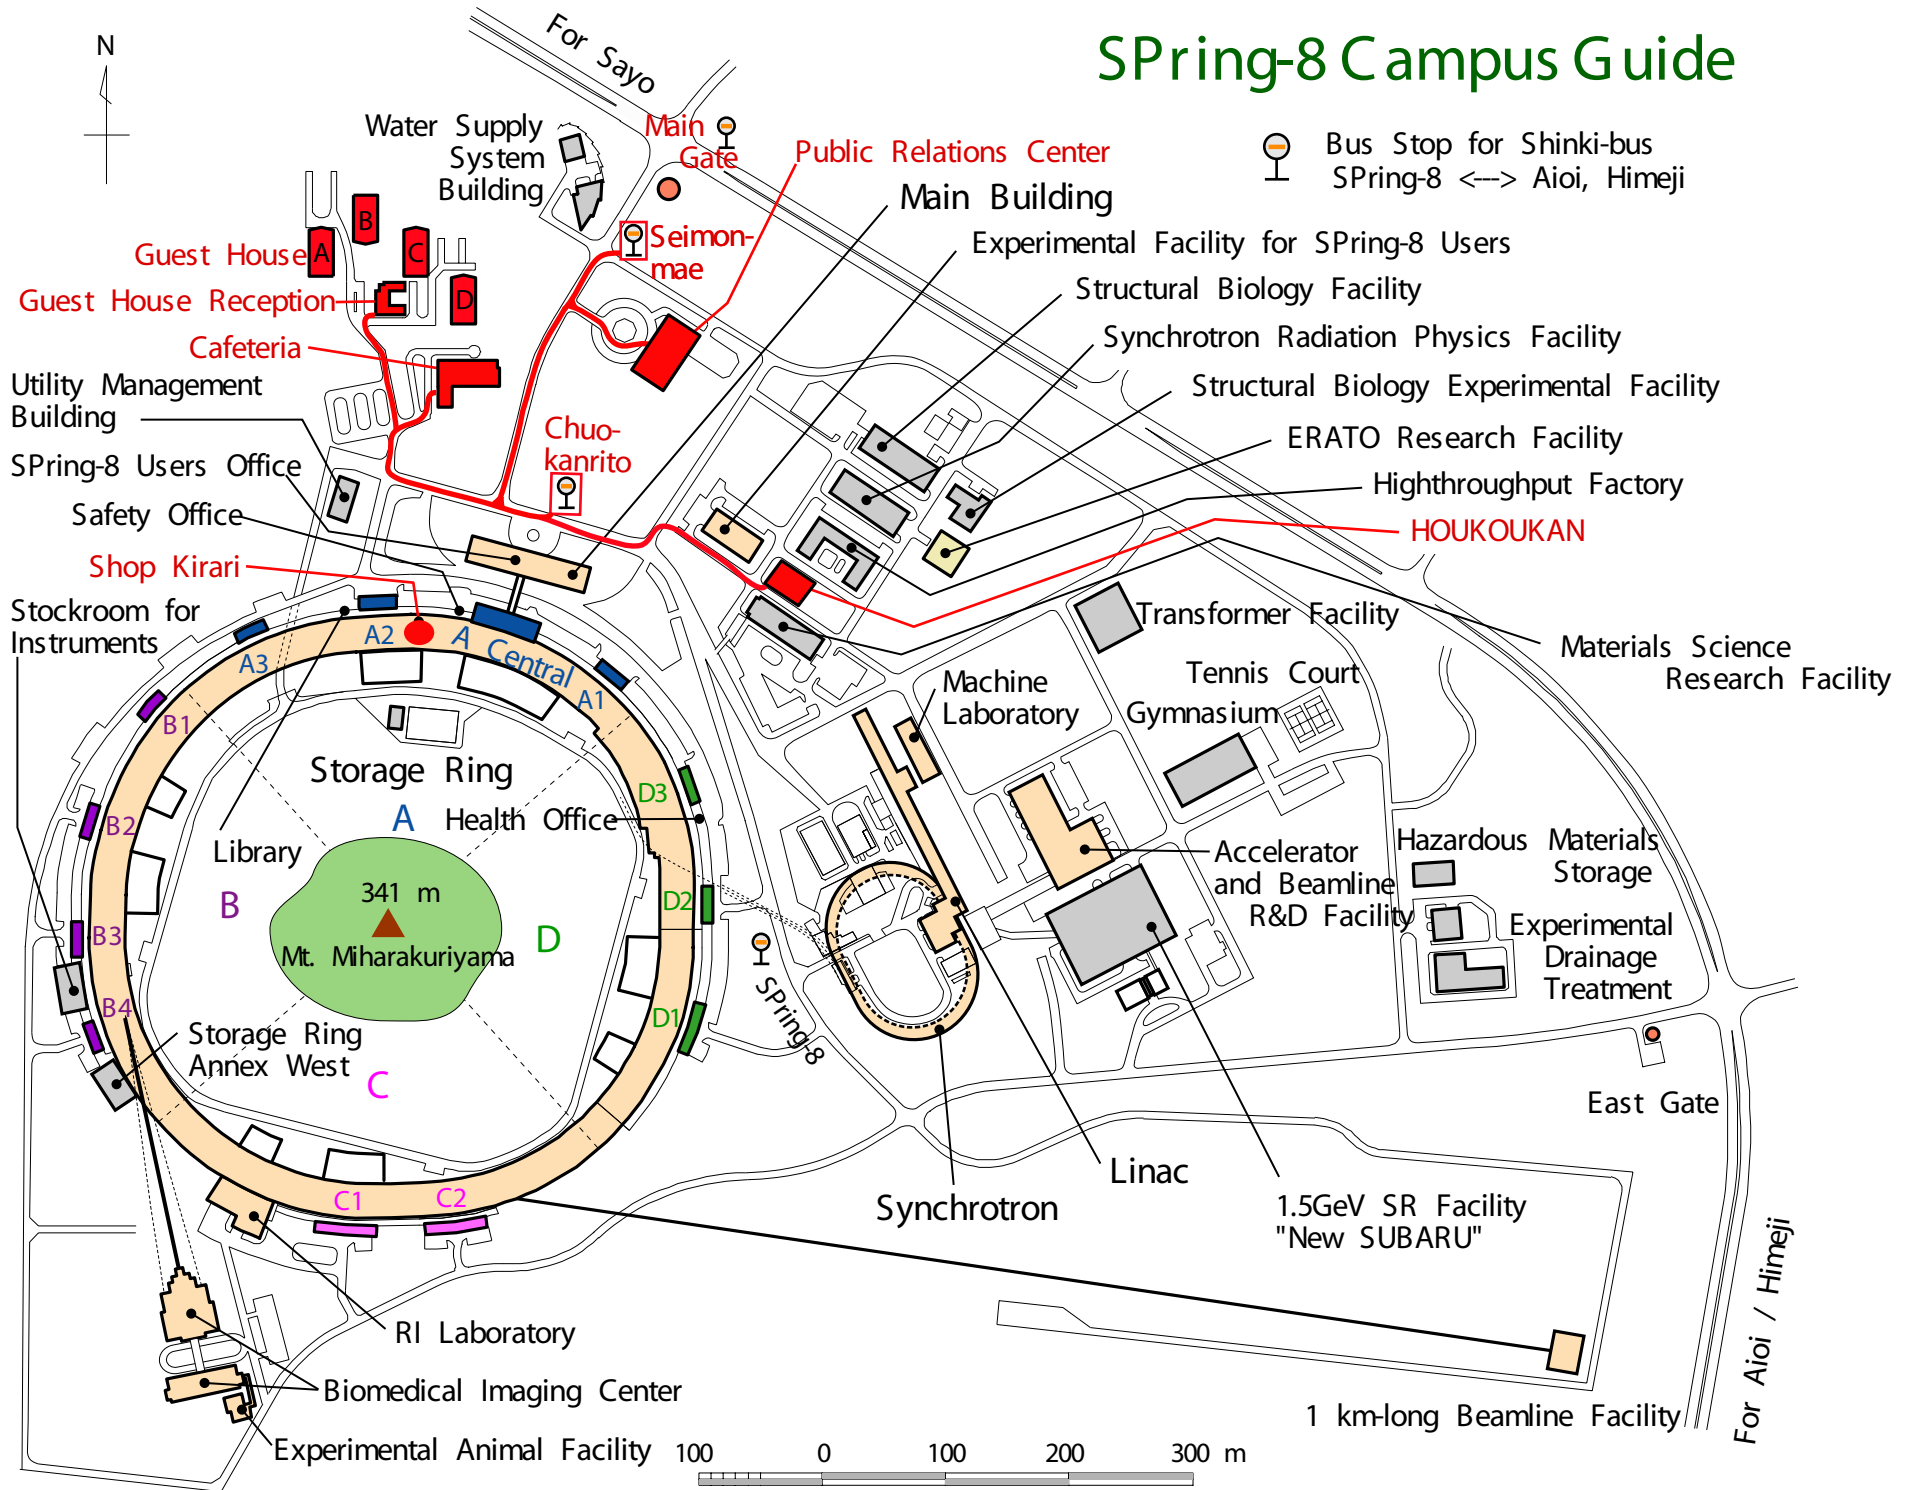 SPring-8 Campus Guide
N
For Sayo
Bus Stop for Shinki-bus
SPring-8 <---> Aioi, Himeji
Water Supply
System
Building
Main
Gate
Public Relations Center
Main Building
Seimon-
mae
Experimental Facility for SPring-8 Users
Structural Biology Facility
Synchrotron Radiation Physics Facility
Structural Biology Experimental Facility
ERATO Research Facility
Highthroughput Factory
HOUKOUKAN
Materials Science
Research Facility
Guest House
A
B
C
D
Guest House Reception
Cafeteria
Utility Management
Building
SPring-8 Users Office
Safety Office
Shop Kirari
Stockroom for
Instruments
Chuo-
kanrito
Transformer Facility
Tennis Court
Gymnasium
Machine
Laboratory
A2
A Central
A3
A1
B1
B2
B3
B4
D3
D2
D1
C1
C2
Storage Ring
A
Health Office
Library
B
341 m
Mt. Miharakuriyama
D
C
Storage Ring
Annex West
SPring-8
Accelerator
and Beamline
R&D Facility
Hazardous Materials
Storage
Experimental
Drainage
Treatment
East Gate
Linac
Synchrotron
1.5GeV SR Facility
"New SUBARU"
RI Laboratory
Biomedical Imaging Center
Experimental Animal Facility
1 km-long Beamline Facility
For Aioi / Himeji
100 0 100 200 300 m